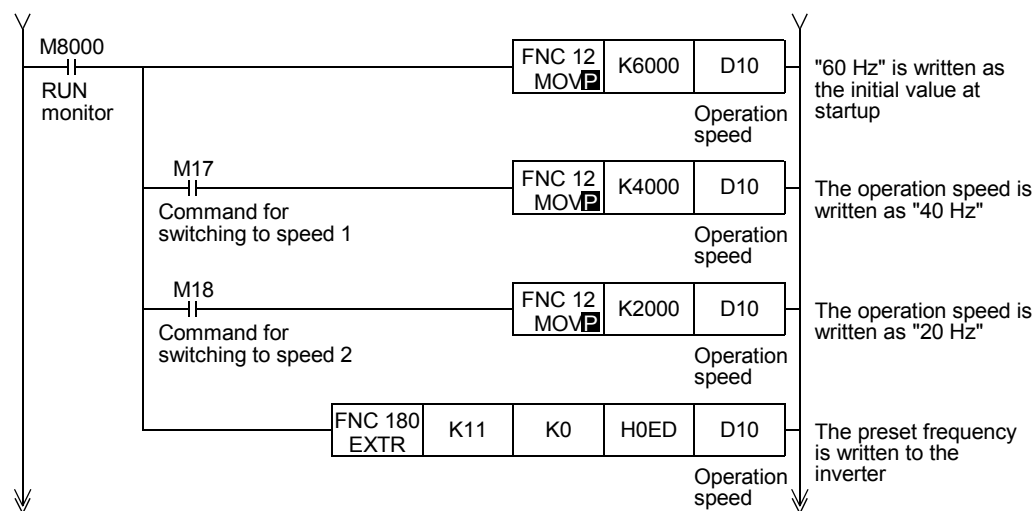 M8000
RUN
monitor
FNC 12
MOVP
K6000
D10
Operation
speed
"60 Hz" is written as
the initial value at
startup
M17
Command for
switching to speed 1
FNC 12
MOVP
K4000
D10
Operation
speed
The operation speed is
written as "40 Hz"
M18
Command for
switching to speed 2
FNC 12
MOVP
K2000
D10
Operation
speed
The operation speed is
written as "20 Hz"
FNC 180
EXTR
K11
K0
H0ED
D10
Operation
speed
The preset frequency
is written to the
inverter